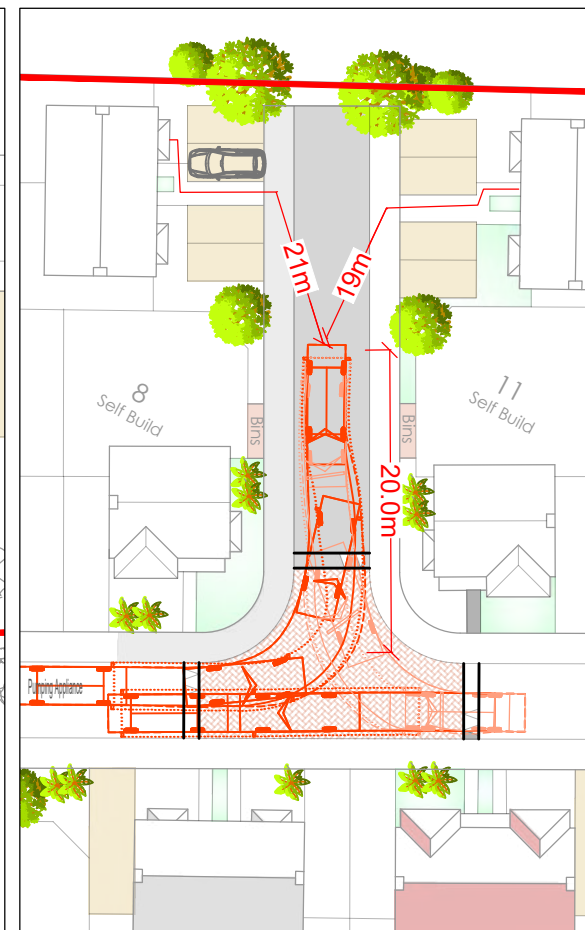 21m
19m
8
Self Build
11
Self Build
Bins
Bins
20.0m
Pumping Appliance